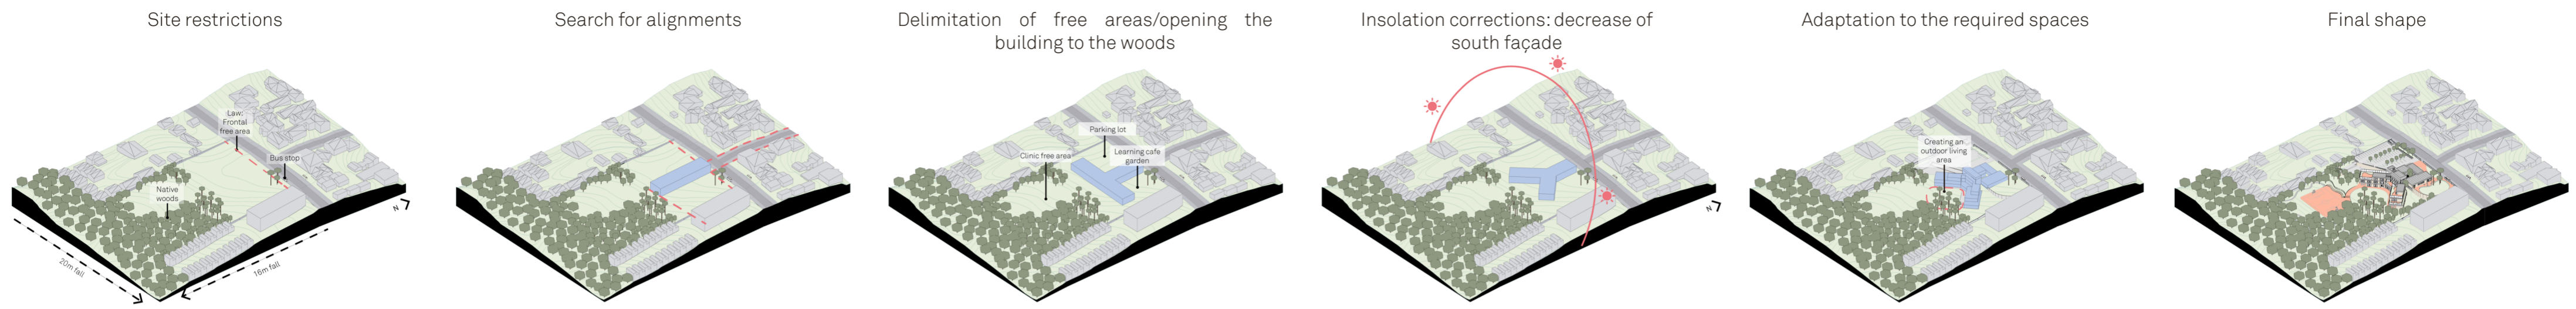 Site restrictions
Law:
Frontal
free area
Bus stop
Native
woods
20m fall
16m fall
N
Search for alignments
Delimitation of free areas/opening the
building to the woods
Parking lot
Clinic free area
Learning cafe
garden
Insolation corrections: decrease of
south façade
N
Adaptation to the required spaces
Creating an
outdoor living
area
Final shape